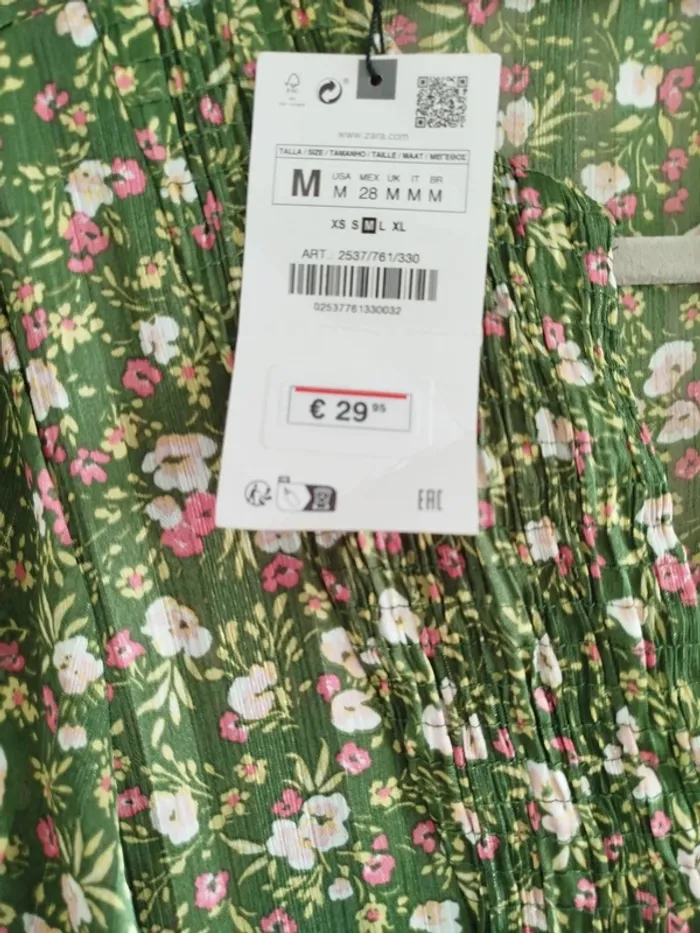 www.zara.com
TALLA / SIZE / TAMANHO / TAILLE / MAAT / ΜΕΓΕΘΟΣ
M
USA MEX UK IT BR
M 28 M M M
XS S M L XL
ART.: 2537/761/330
02537761330032
€ 29 95
EAC